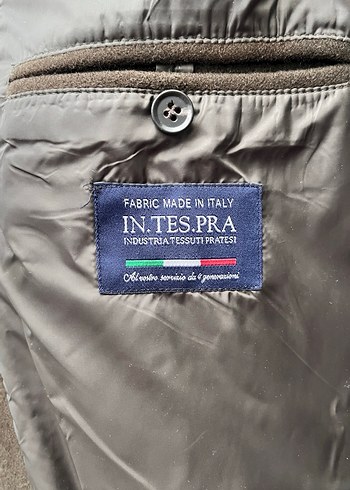 FABRIC MADE IN ITALY
IN.TES.PRA
INDUSTRIA TESSUTI PRATESI
Al vostro servizio da 4 generazioni